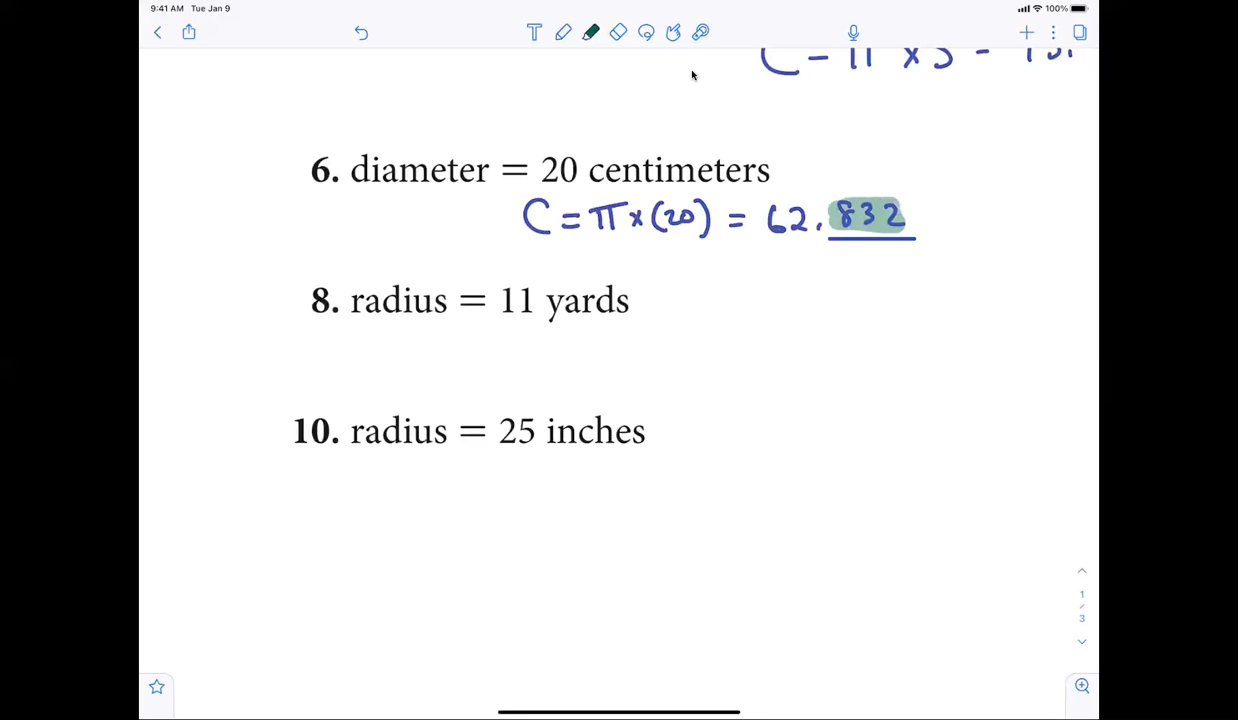 9:41 AM Tue Jan 9
100%
6. diameter = 20 centimeters
C = π × (20) = 62.832
8. radius = 11 yards
10. radius = 25 inches
1
/
3